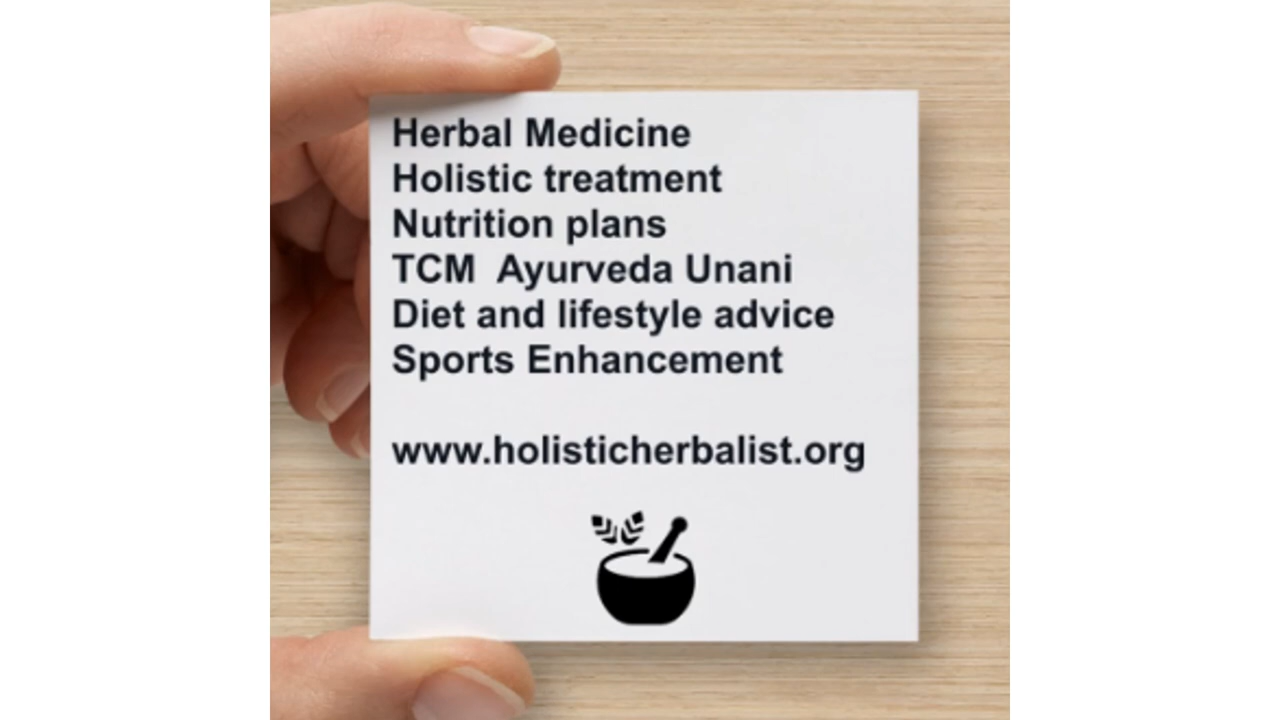 Herbal Medicine
Holistic treatment
Nutrition plans
TCM  Ayurveda Unani
Diet and lifestyle advice
Sports Enhancement
www.holisticherbalist.org